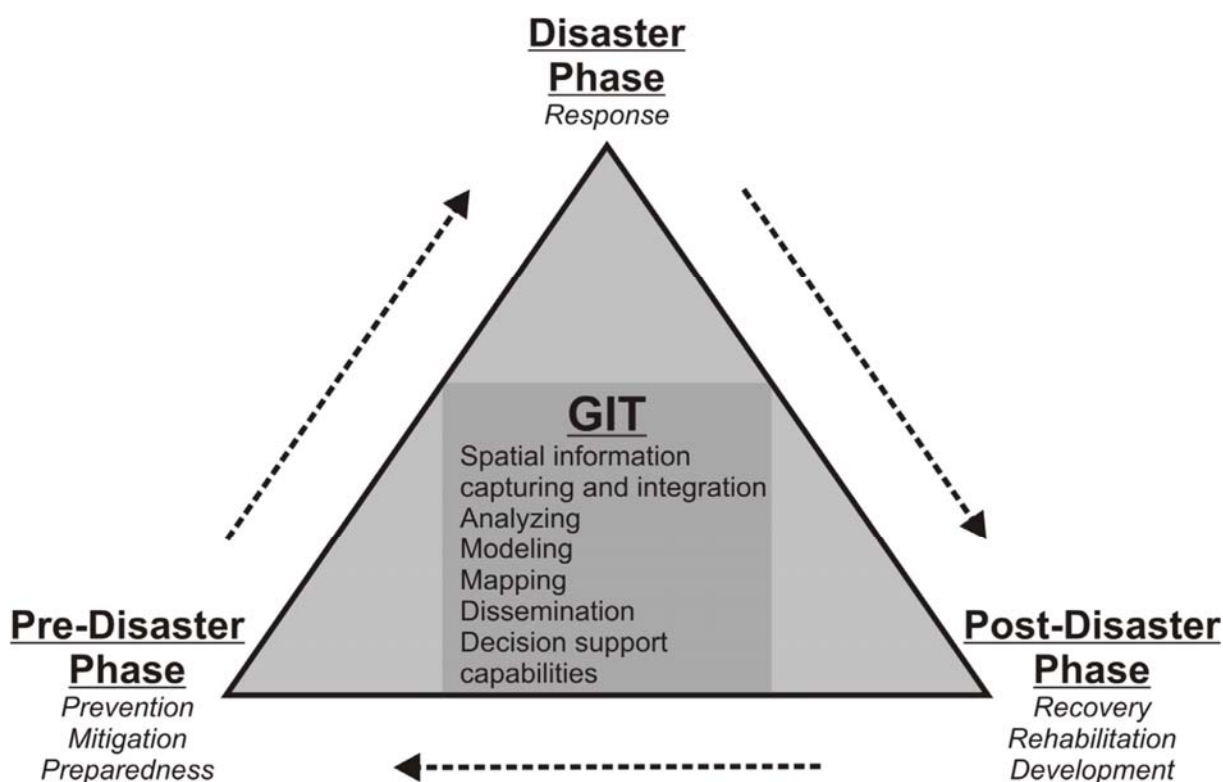 Disaster
Phase
Response
GIT
Spatial information
capturing and integration
Analyzing
Modeling
Mapping
Dissemination
Decision support
capabilities
Pre-Disaster
Phase
Prevention
Mitigation
Preparedness
Post-Disaster
Phase
Recovery
Rehabilitation
Development